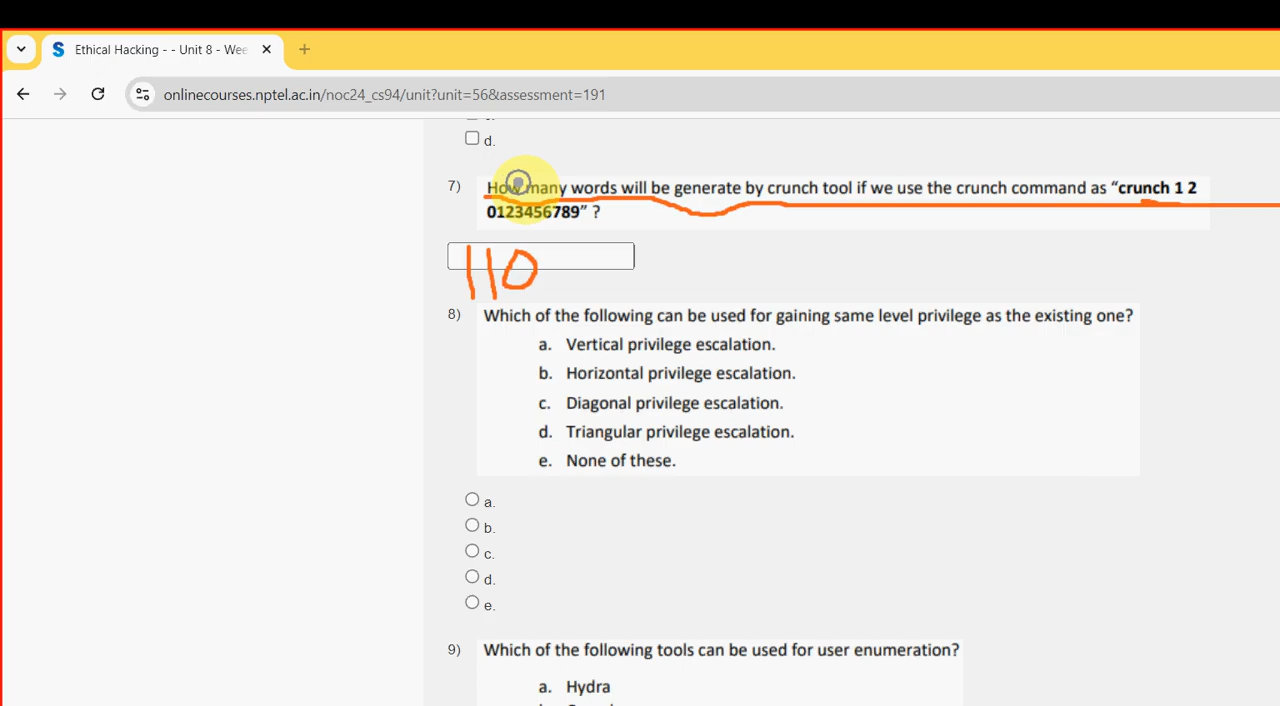 Ethical Hacking - - Unit 8 - Wee
onlinecourses.nptel.ac.in/noc24_cs94/unit?unit=56&assessment=191
d.
7) How many words will be generate by crunch tool if we use the crunch command as “crunch 1 2
0123456789” ?
110
8) Which of the following can be used for gaining same level privilege as the existing one?
a. Vertical privilege escalation.
b. Horizontal privilege escalation.
c. Diagonal privilege escalation.
d. Triangular privilege escalation.
e. None of these.
a.
b.
c.
d.
e.
9) Which of the following tools can be used for user enumeration?
a. Hydra